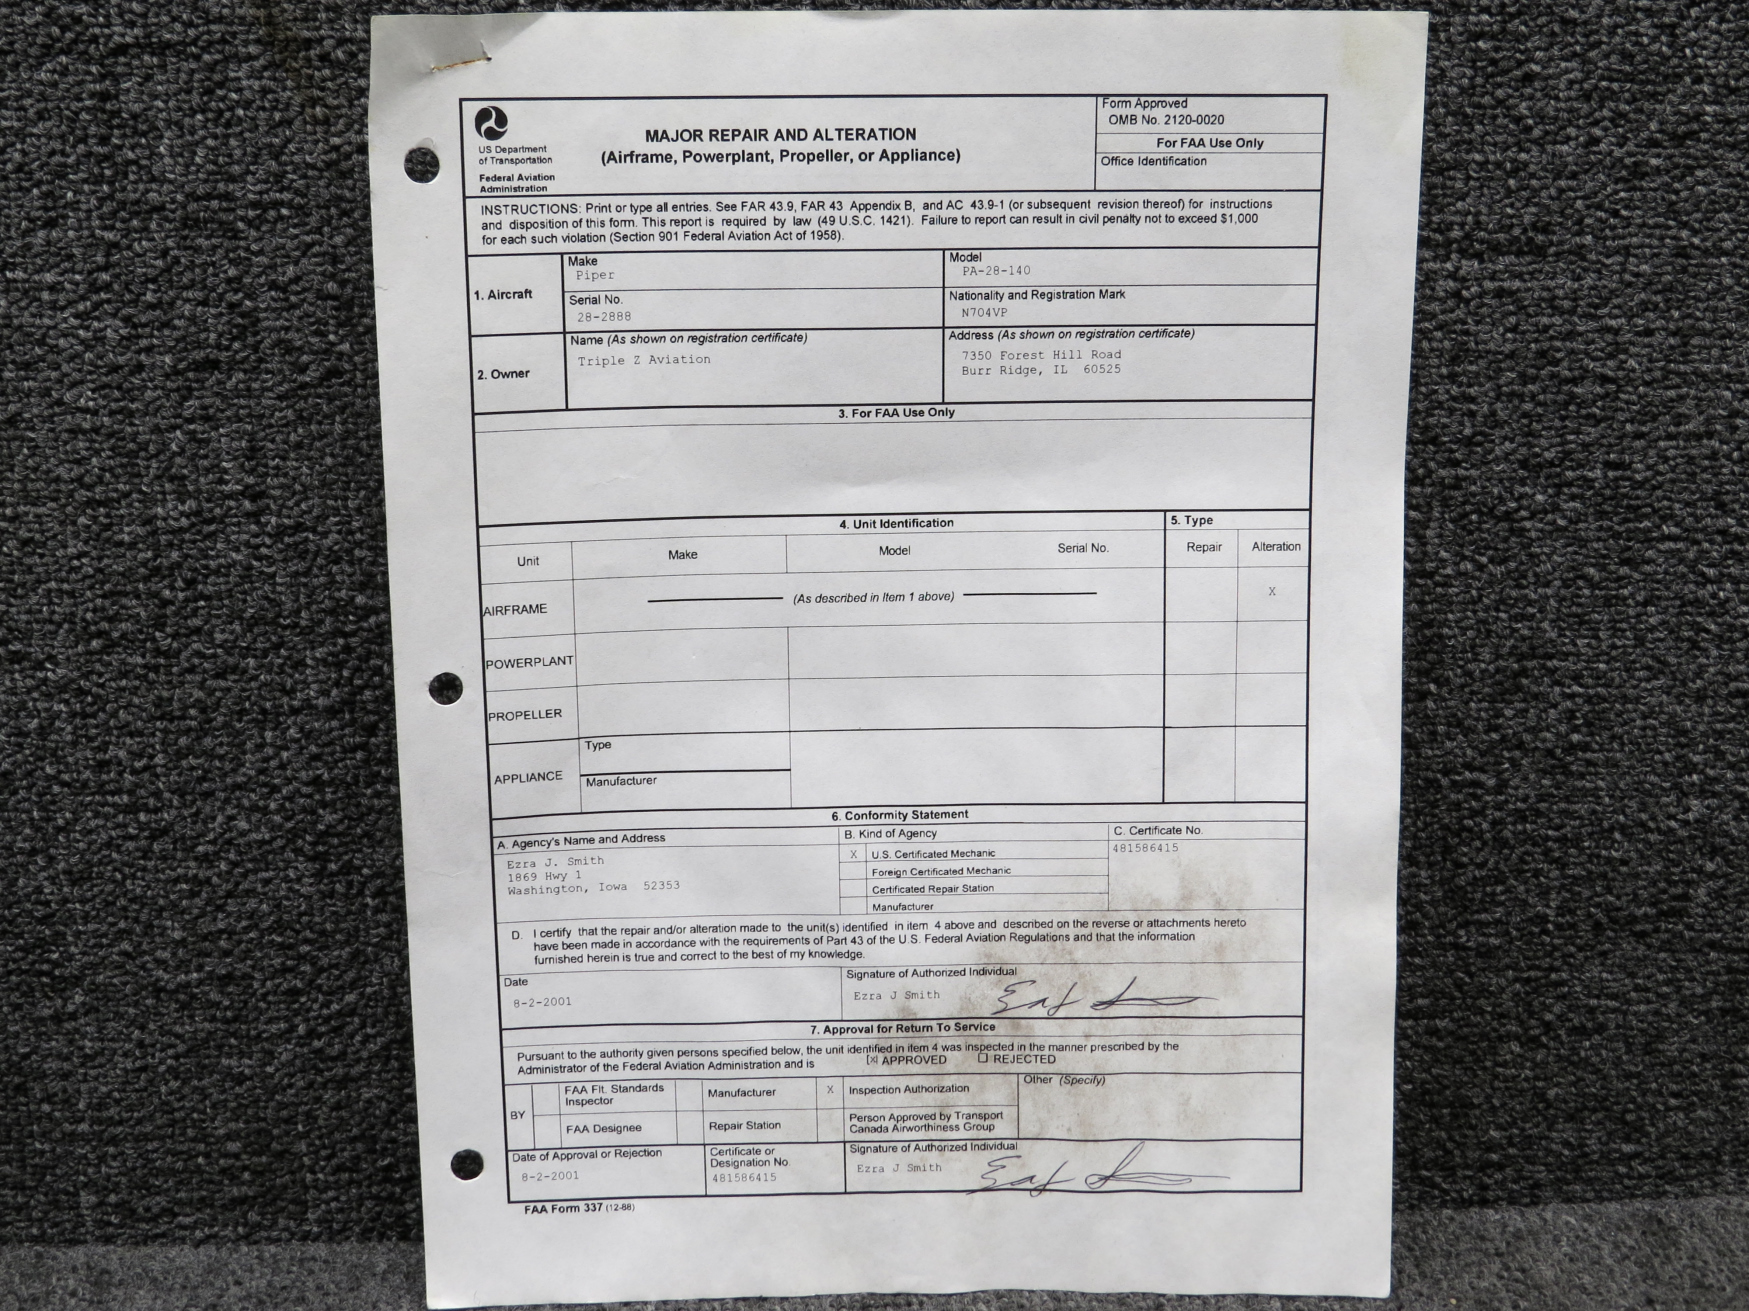 US Department
of Transportation
Federal Aviation
Administration
MAJOR REPAIR AND ALTERATION
(Airframe, Powerplant, Propeller, or Appliance)
Form Approved
OMB No. 2120-0020
For FAA Use Only
Office Identification
INSTRUCTIONS: Print or type all entries. See FAR 43.9, FAR 43 Appendix B, and AC 43.9-1 (or subsequent revision thereof) for instructions
and disposition of this form. This report is required by law (49 U.S.C. 1421). Failure to report can result in civil penalty not to exceed $1,000
for each such violation (Section 901 Federal Aviation Act of 1958).
1. Aircraft
Make
Piper
Model
PA-28-140
Serial No.
28-2888
Nationality and Registration Mark
N704VP
2. Owner
Name (As shown on registration certificate)
Triple Z Aviation
Address (As shown on registration certificate)
7350 Forest Hill Road
Burr Ridge, IL 60525
3. For FAA Use Only
4. Unit Identification
5. Type
Unit
Make
Model
Serial No.
Repair
Alteration
AIRFRAME
(As described in Item 1 above)
X
POWERPLANT
PROPELLER
APPLIANCE
Type
Manufacturer
6. Conformity Statement
A. Agency's Name and Address
Ezra J. Smith
1869 Hwy 1
Washington, Iowa 52353
B. Kind of Agency
X U.S. Certificated Mechanic
Foreign Certificated Mechanic
Certificated Repair Station
Manufacturer
C. Certificate No.
481586415
D. I certify that the repair and/or alteration made to the unit(s) identified in item 4 above and described on the reverse or attachments hereto
have been made in accordance with the requirements of Part 43 of the U.S. Federal Aviation Regulations and that the information
furnished herein is true and correct to the best of my knowledge.
Date
8-2-2001
Signature of Authorized Individual
Ezra J Smith
7. Approval for Return To Service
Pursuant to the authority given persons specified below, the unit identified in item 4 was inspected in the manner prescribed by the
Administrator of the Federal Aviation Administration and is [x] APPROVED ☐ REJECTED
BY
FAA Flt. Standards
Inspector
Manufacturer
X Inspection Authorization
Other (Specify)
FAA Designee
Repair Station
Person Approved by Transport
Canada Airworthiness Group
Date of Approval or Rejection
8-2-2001
Certificate or
Designation No.
481586415
Signature of Authorized Individual
Ezra J Smith
FAA Form 337 (12-88)